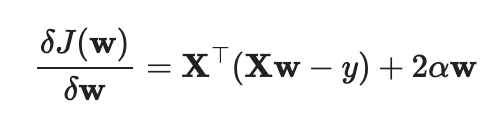 δJ(𝐰)/δ𝐰 = 𝐗⊤(𝐗𝐰 − y) + 2α𝐰